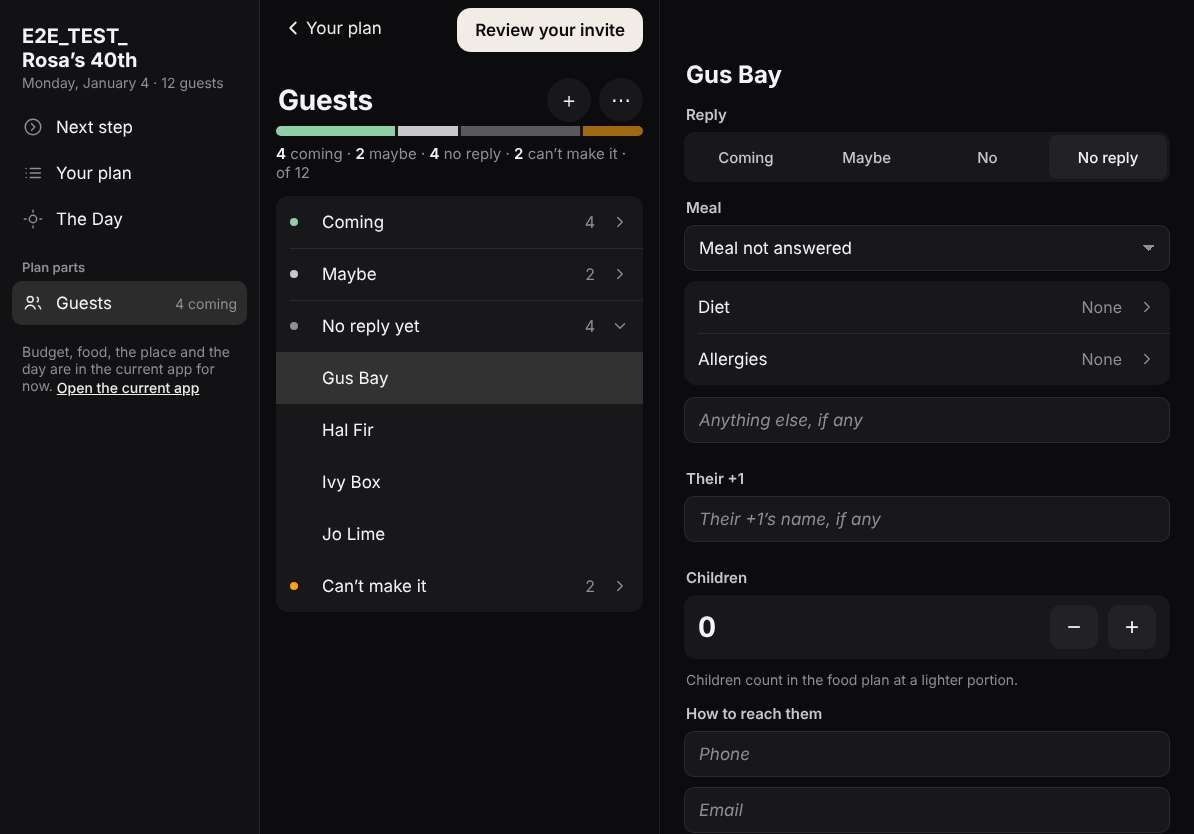 E2E_TEST_
Rosa’s 40th
Monday, January 4 · 12 guests
Next step
Your plan
The Day
Plan parts
Guests
4 coming
Budget, food, the place and the
day are in the current app for
now. Open the current app
Your plan
Review your invite
Guests
+
···
4 coming · 2 maybe · 4 no reply · 2 can’t make it ·
of 12
Coming
4
Maybe
2
No reply yet
4
Gus Bay
Hal Fir
Ivy Box
Jo Lime
Can’t make it
2
Gus Bay
Reply
Coming
Maybe
No
No reply
Meal
Meal not answered
Diet
None
Allergies
None
Anything else, if any
Their +1
Their +1’s name, if any
Children
0
−
+
Children count in the food plan at a lighter portion.
How to reach them
Phone
Email